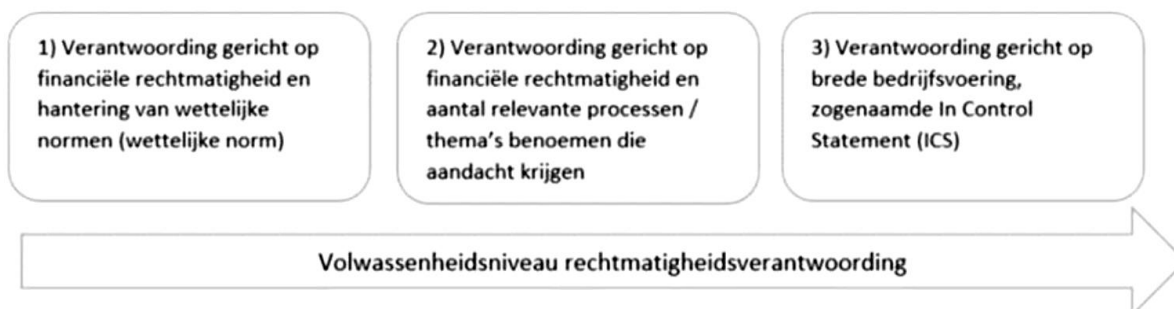 1) Verantwoording gericht op
financiële rechtmatigheid en
hantering van wettelijke
normen (wettelijke norm)
2) Verantwoording gericht op
financiële rechtmatigheid en
aantal relevante processen /
thema's benoemen die
aandacht krijgen
3) Verantwoording gericht op
brede bedrijfsvoering,
zogenaamde In Control
Statement (ICS)
Volwassenheidsniveau rechtmatigheidsverantwoording